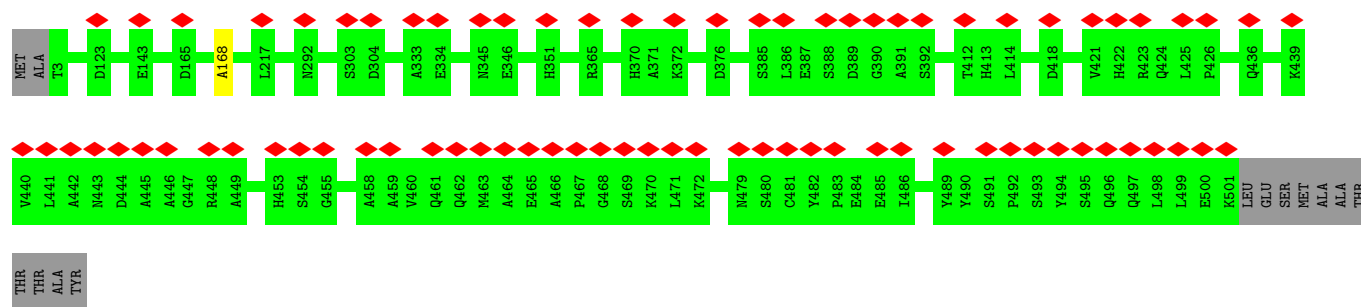 MET ALA T3 D123 E143 D165 A168 L217 N292 S303 D304 A333 E334 N345 E346 H351 R365 H370 A371 K372 D376 S385 L386 E387 S388 D389 G390 A391 S392 T412 H413 L414 D418 V421 H422 R423 Q424 L425 P426 Q436 K439
V440 L441 A442 N443 D444 A445 A446 G447 R448 A449 H453 S454 G455 A458 A459 V460 Q461 Q462 M463 A464 E465 A466 P467 G468 S469 K470 L471 K472 N479 S480 C481 Y482 P483 E484 E485 I486 Y489 Y490 S491 P492 S493 Y494 S495 Q496 Q497 L498 L499 E500 K501 LEU GLU SER MET ALA ALA THR
THR THR ALA TYR